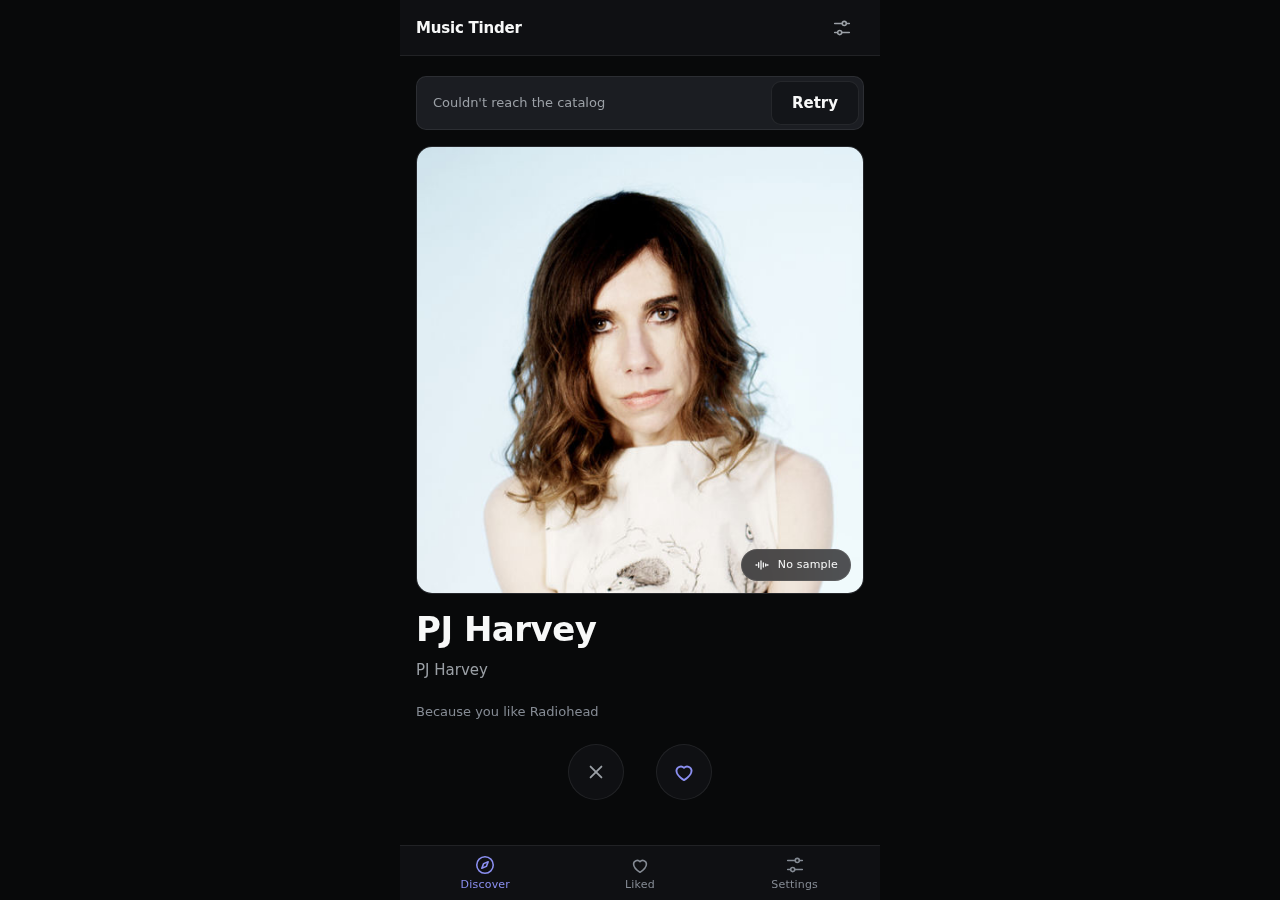 Music Tinder
Couldn't reach the catalog
Retry
No sample
PJ Harvey
PJ Harvey
Because you like Radiohead
Discover
Liked
Settings